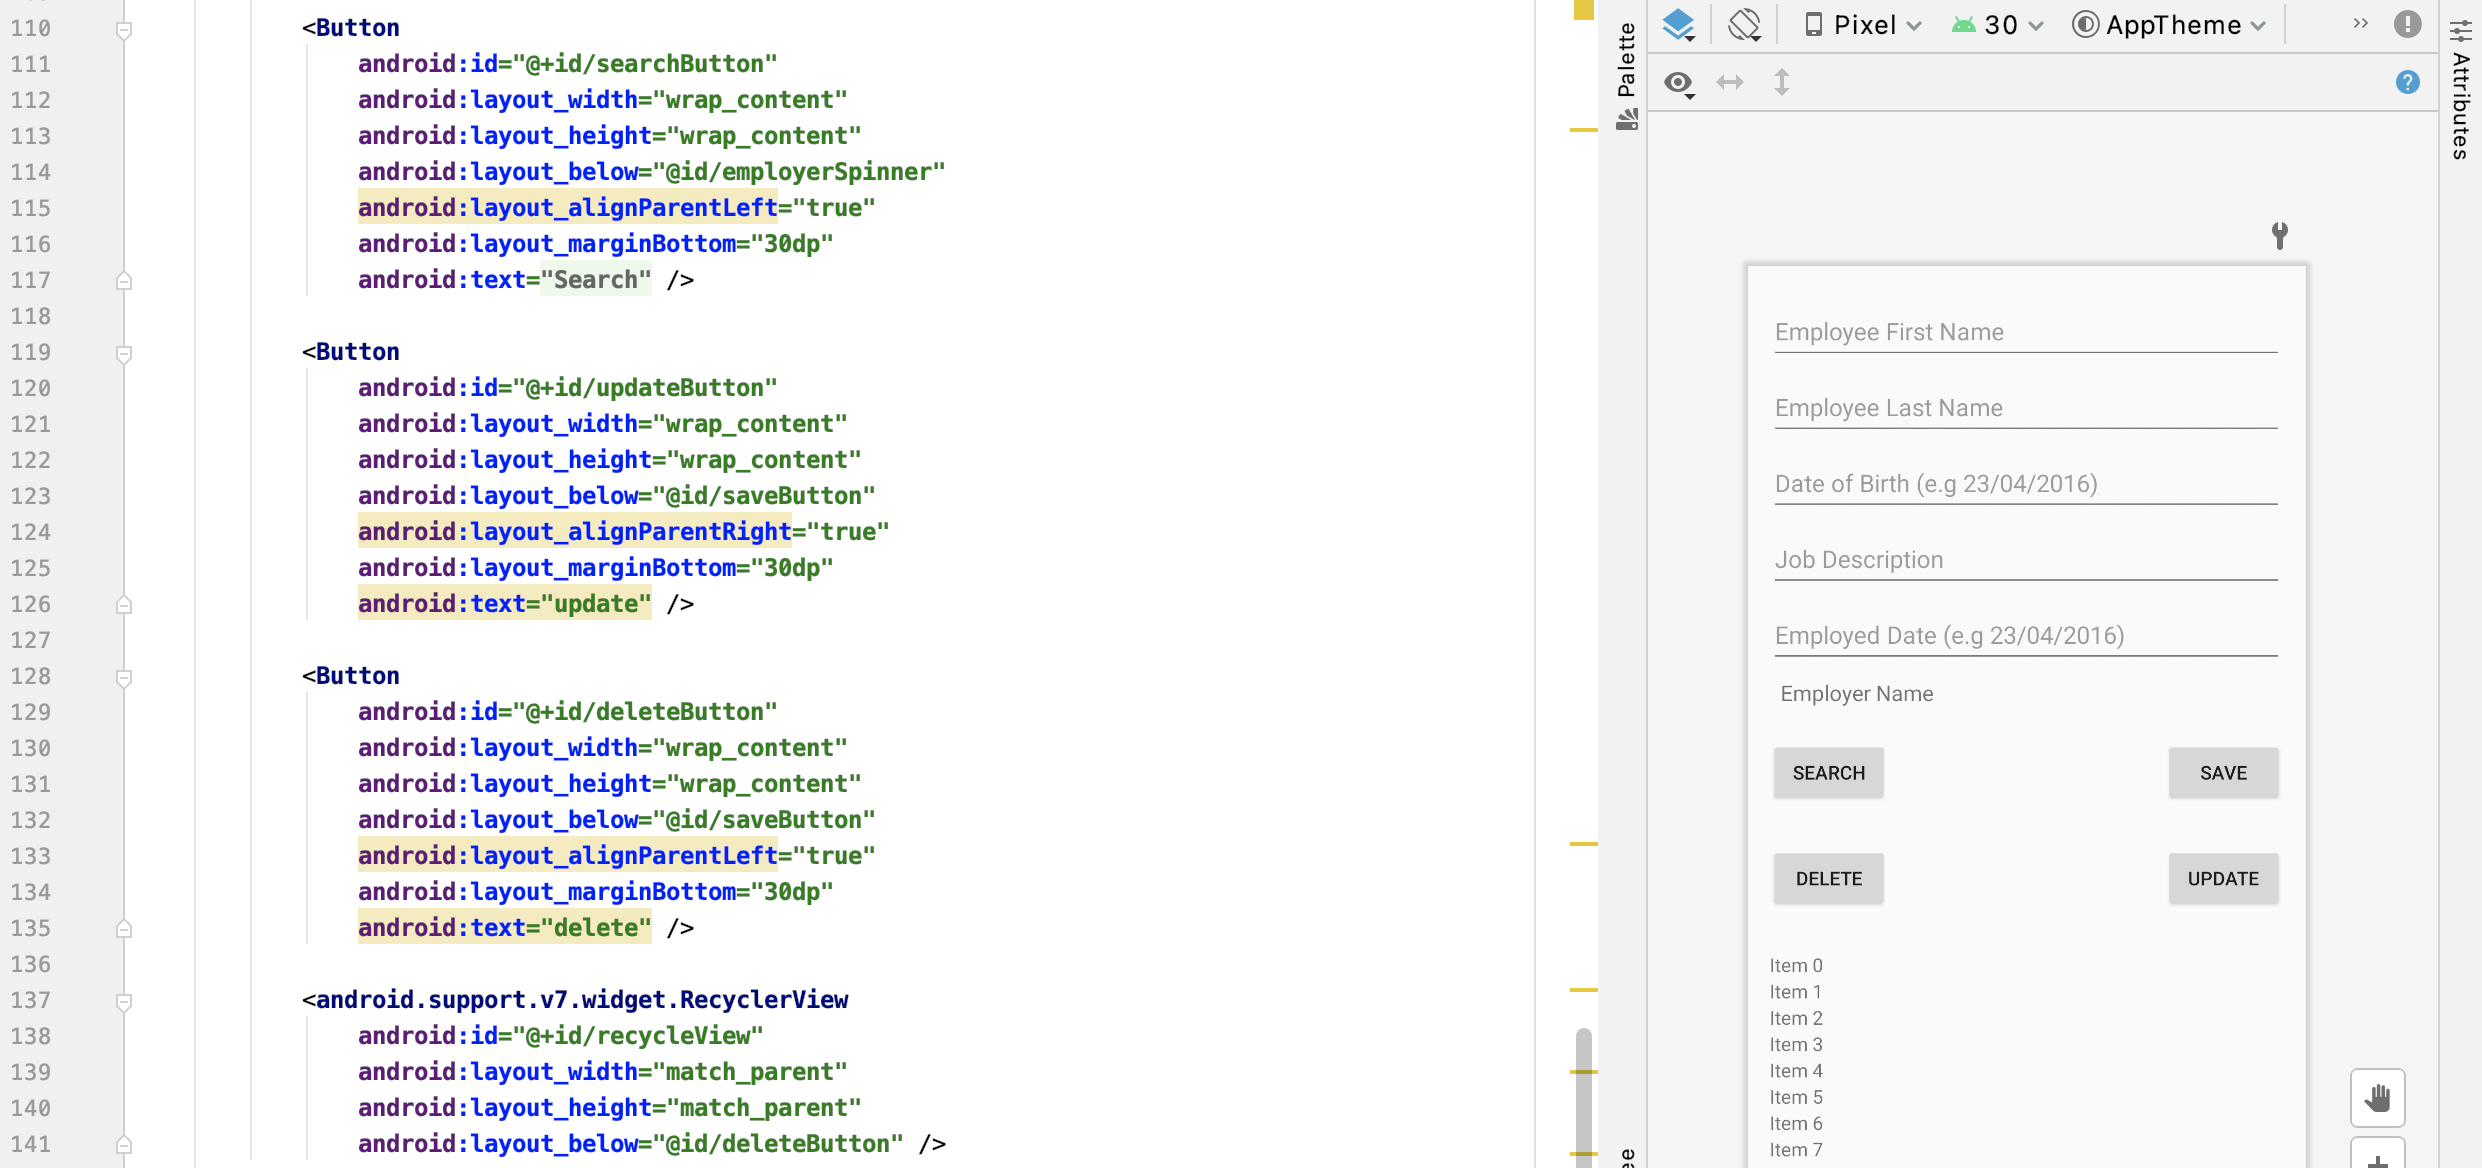 110 <Button
111 android:id="@+id/searchButton"
112 android:layout_width="wrap_content"
113 android:layout_height="wrap_content"
114 android:layout_below="@id/employerSpinner"
115 android:layout_alignParentLeft="true"
116 android:layout_marginBottom="30dp"
117 android:text="Search" />
118
119 <Button
120 android:id="@+id/updateButton"
121 android:layout_width="wrap_content"
122 android:layout_height="wrap_content"
123 android:layout_below="@id/saveButton"
124 android:layout_alignParentRight="true"
125 android:layout_marginBottom="30dp"
126 android:text="update" />
127
128 <Button
129 android:id="@+id/deleteButton"
130 android:layout_width="wrap_content"
131 android:layout_height="wrap_content"
132 android:layout_below="@id/saveButton"
133 android:layout_alignParentLeft="true"
134 android:layout_marginBottom="30dp"
135 android:text="delete" />
136
137 <android.support.v7.widget.RecyclerView
138 android:id="@+id/recycleView"
139 android:layout_width="match_parent"
140 android:layout_height="match_parent"
141 android:layout_below="@id/deleteButton" />
Palette
Pixel 30 AppTheme
Attributes
Employee First Name
Employee Last Name
Date of Birth (e.g 23/04/2016)
Job Description
Employed Date (e.g 23/04/2016)
Employer Name
SEARCH SAVE
DELETE UPDATE
Item 0
Item 1
Item 2
Item 3
Item 4
Item 5
Item 6
Item 7